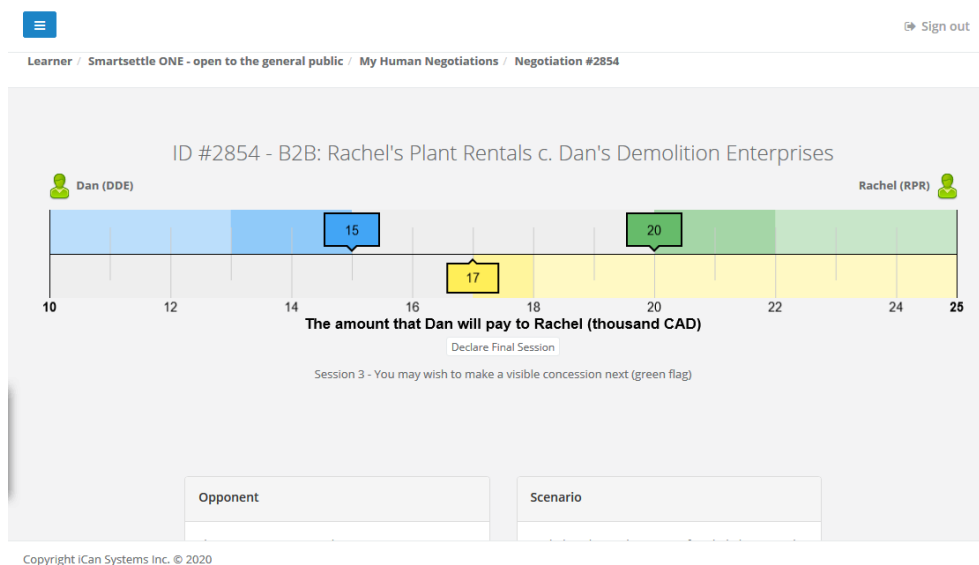 Sign out
Learner / Smartsettle ONE - open to the general public / My Human Negotiations / Negotiation #2854
ID #2854 - B2B: Rachel's Plant Rentals c. Dan's Demolition Enterprises
Dan (DDE) Rachel (RPR)
15 20
17
10 12 14 16 18 20 22 24 25
The amount that Dan will pay to Rachel (thousand CAD)
Declare Final Session
Session 3 - You may wish to make a visible concession next (green flag)
Opponent Scenario
Copyright iCan Systems Inc. © 2020